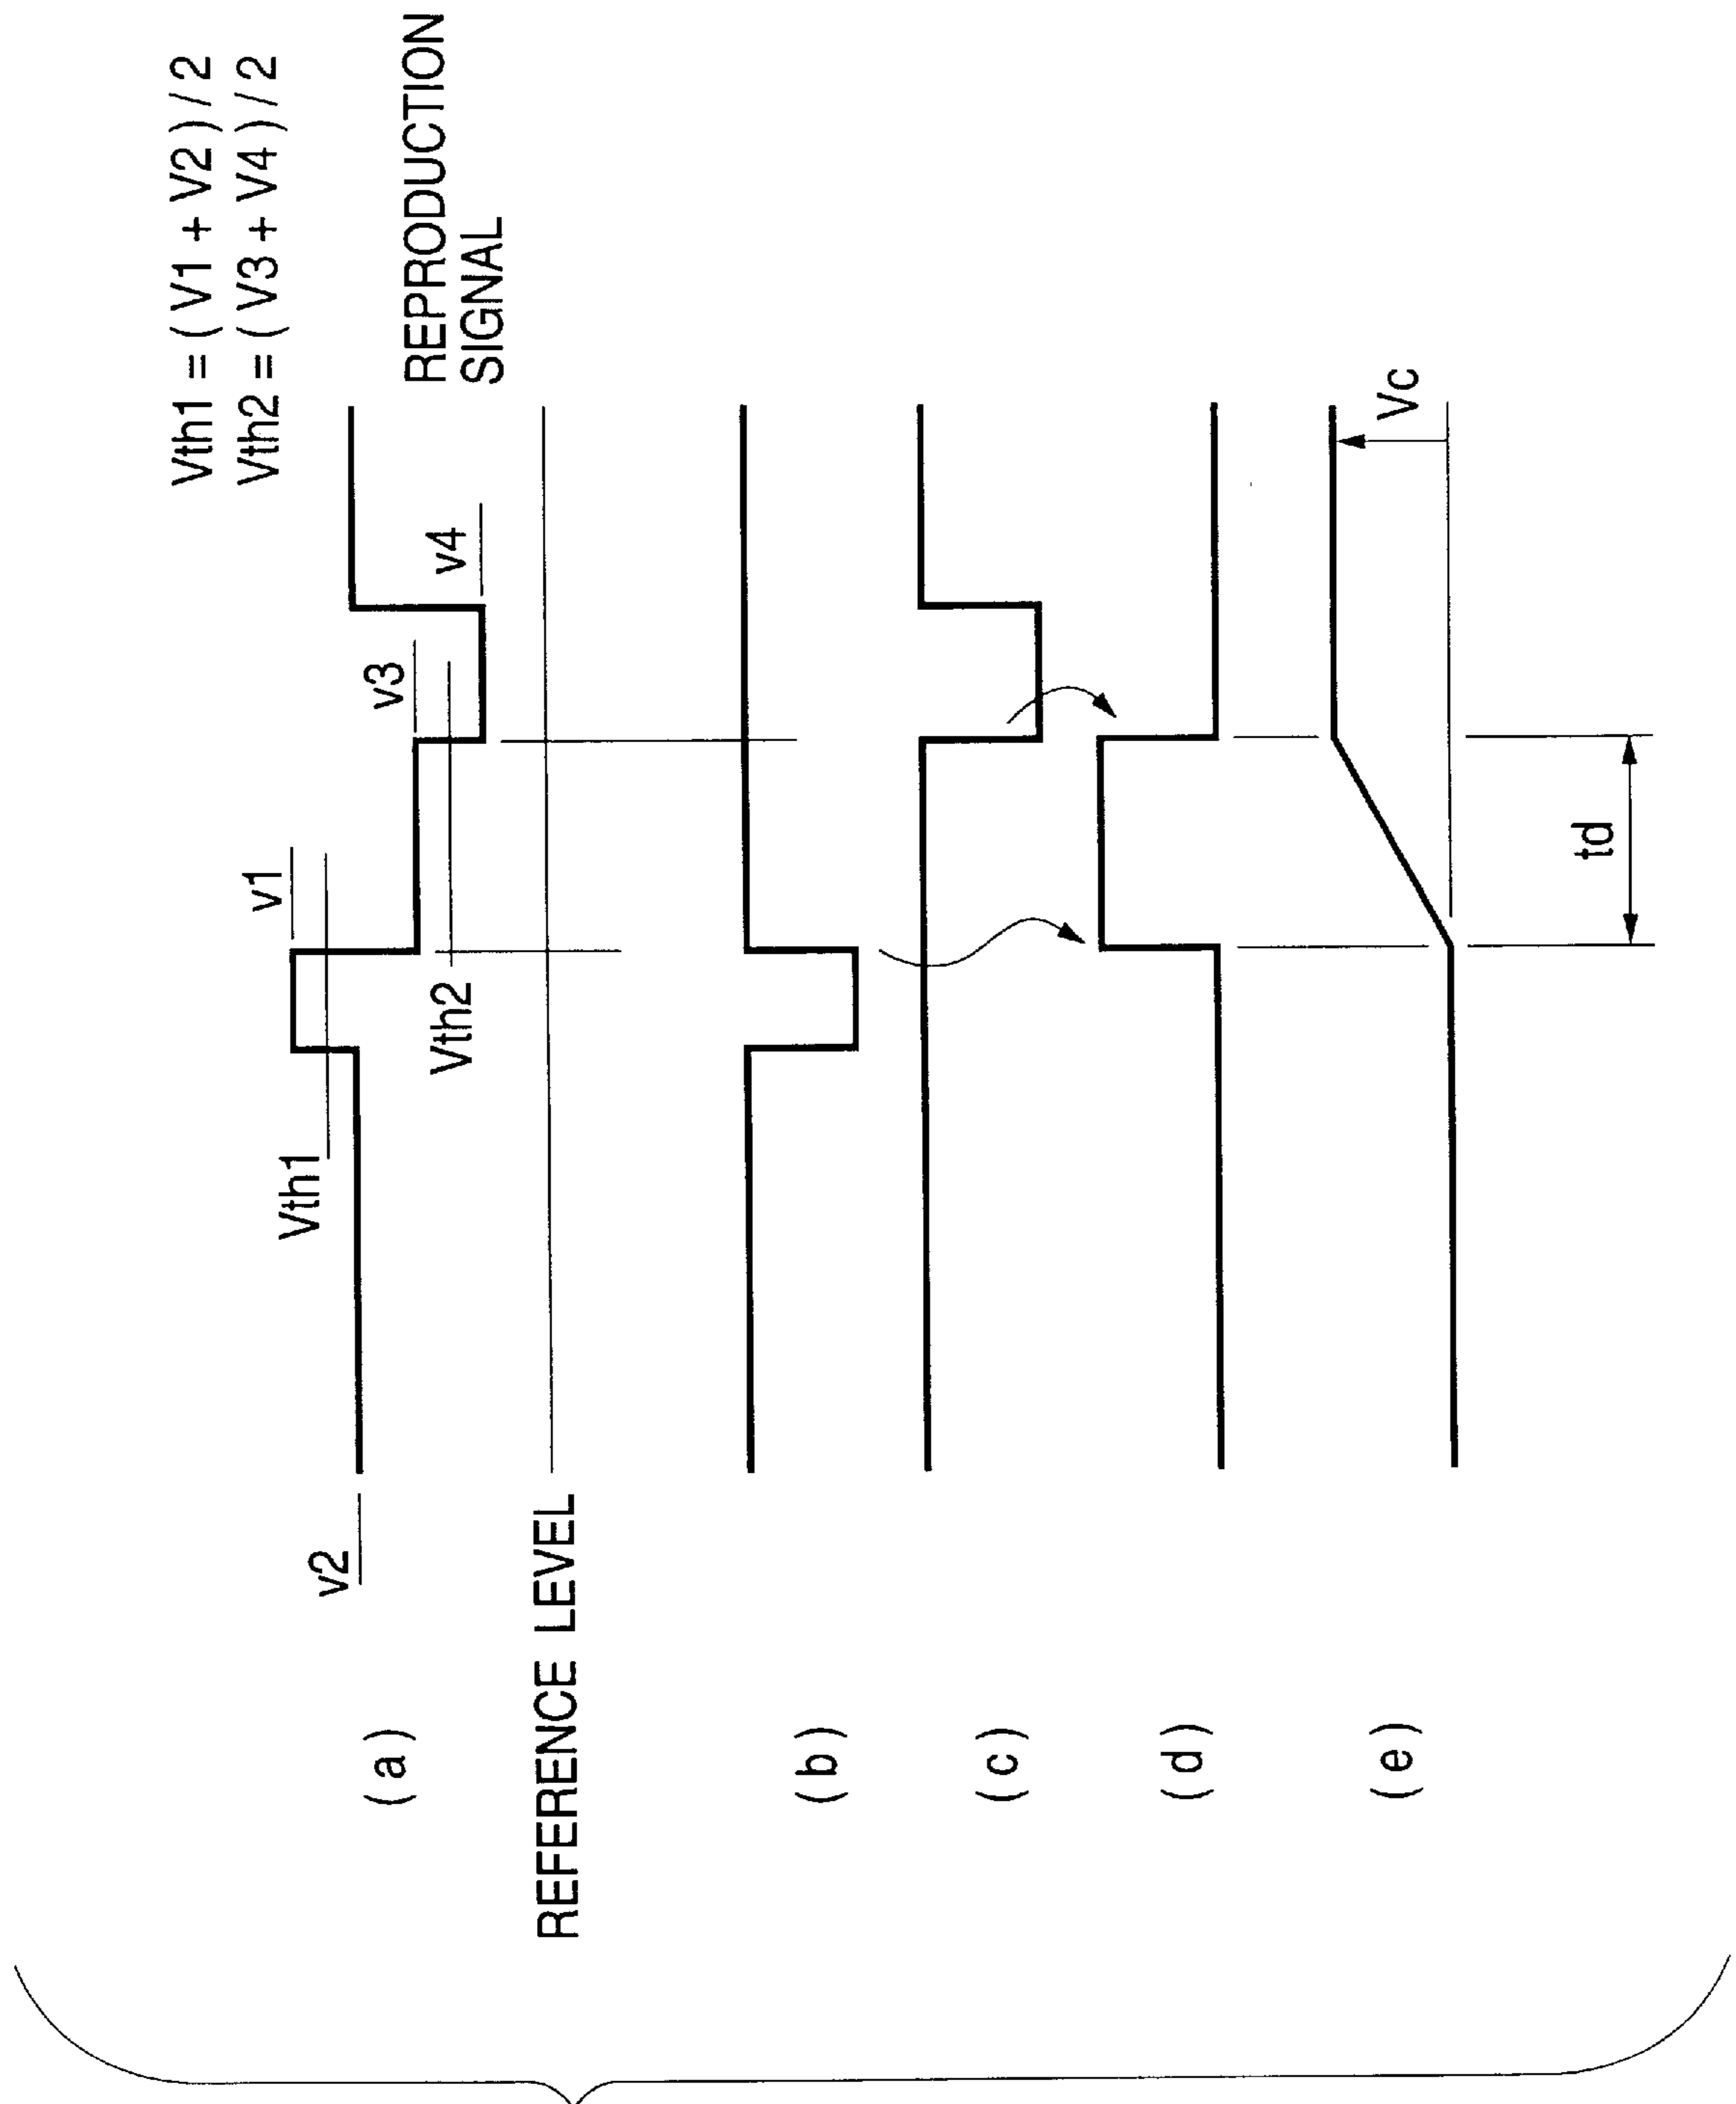 Vth1 = ( V1 + V2 ) / 2
Vth2 = ( V3 + V4 ) / 2
( a )
v2
Vth1
v1
Vth2
v3
v4
REPRODUCTION
SIGNAL
REFERENCE LEVEL
( b )
( c )
( d )
( e )
Vc
td